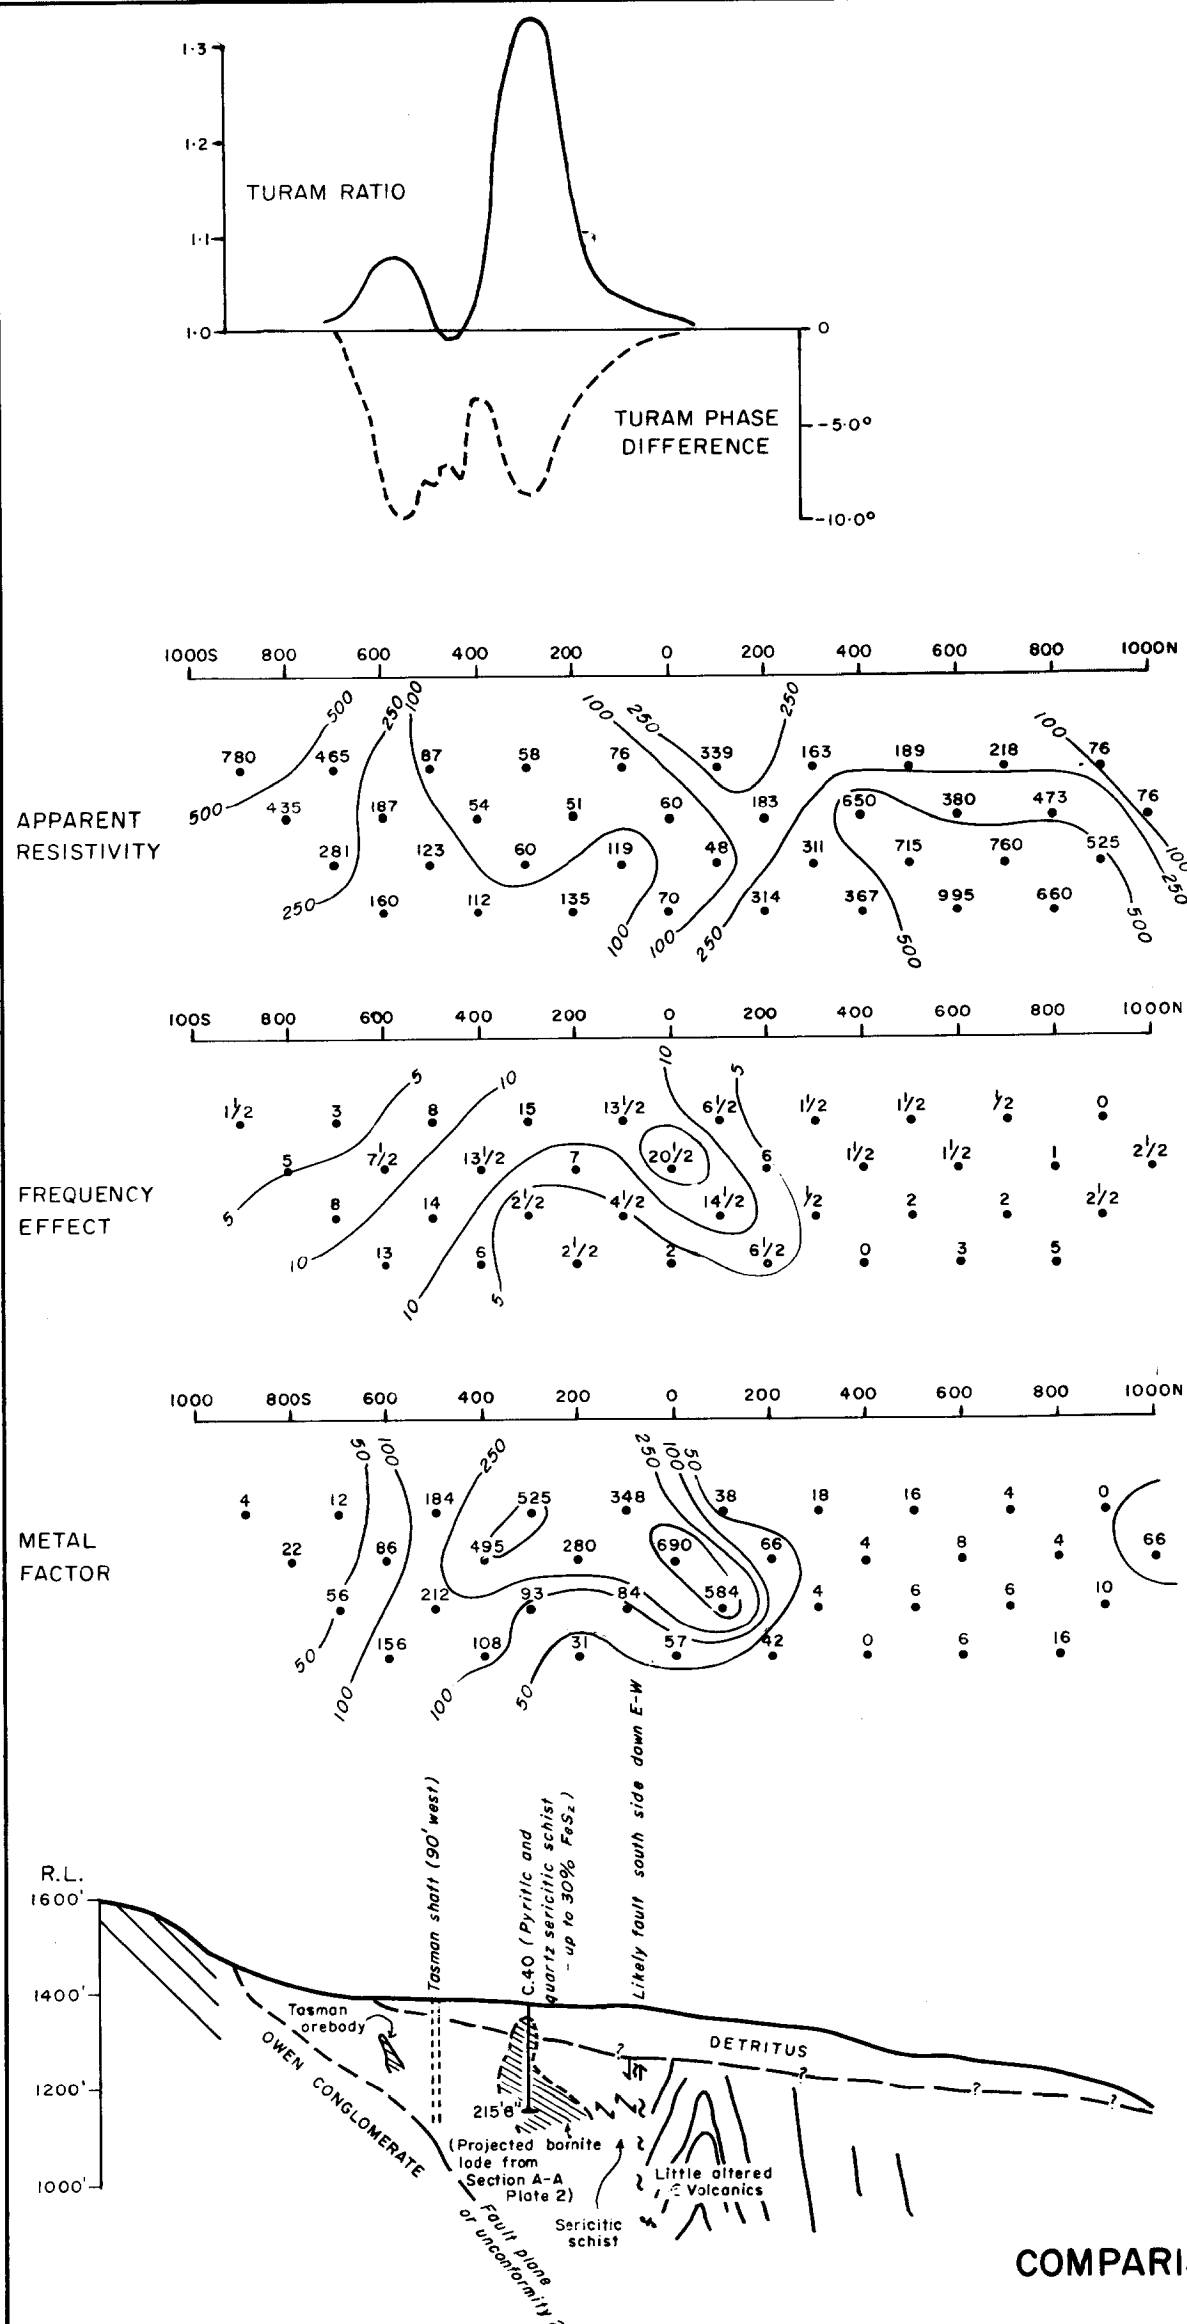 1·3
1·2
TURAM RATIO
1·1
1·0
0
TURAM PHASE
DIFFERENCE
-5·0°
-10·0°
1000S 800 600 400 200 0 200 400 600 800 1000N
500 250 100 100 250 250 100
780 465 87 58 76 339 163 189 218 76
500 435 187 54 51 60 183 650 380 473 76
APPARENT
RESISTIVITY
281 123 60 119 48 311 715 760 525 100
250 160 112 135 70 314 367 995 660 250
100 100 250 500 500
100S 800 600 400 200 0 200 400 600 800 1000N
5 10 10 5
1½ 3 8 15 13½ 6½ 1½ 1½ ½ 0
5 7½ 13½ 7 20½ 6 1½ 1½ 1 2½
FREQUENCY
EFFECT
5 8 14 2½ 4½ 14½ ½ 2 2 2½
10 13 6 2½ 2 6½ 0 3 5
10 5
1000 800S 600 400 200 0 200 400 600 800 1000N
50 100 250 250 100 50
4 12 184 525 348 38 18 16 4 0
METAL
FACTOR
22 86 495 280 690 66 4 8 4 66
56 212 93 84 584 4 6 6 10
50 156 108 31 57 42 0 6 16
100 100 50
Tasman shaft (90' west)
C.40 (Pyritic and
quartz sericitic schist
- up to 30% FeS₂)
Likely fault south side down E-W
R.L.
1600'
1400'
1200'
1000'
Tasman
orebody
OWEN CONGLOMERATE
DETRITUS
? ? ? ?
215'6"
(Projected bornite
lode from
Section A-A
Plate 2)
Sericitic
schist
Little altered
Є Volcanics
Fault plane
or unconformity ?
COMPARIS